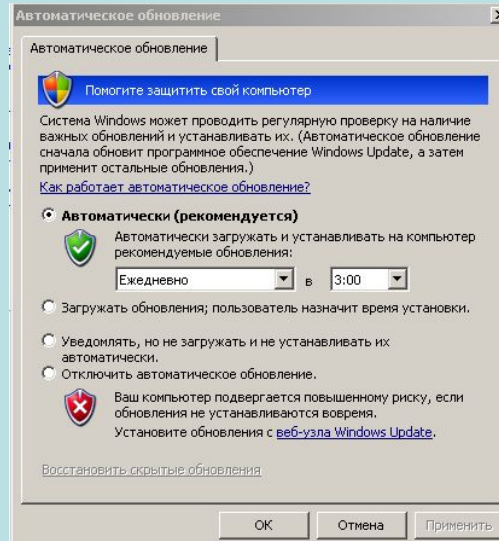 Автоматическое обновление
Автоматическое обновление
Помогите защитить свой компьютер
Система Windows может проводить регулярную проверку на наличие
важных обновлений и устанавливать их. (Автоматическое обновление
сначала обновит программное обеспечение Windows Update, а затем
применит остальные обновления.)
Как работает автоматическое обновление?
Автоматически (рекомендуется)
Автоматически загружать и устанавливать на компьютер
рекомендуемые обновления:
Ежедневно в 3:00
Загружать обновления; пользователь назначит время установки.
Уведомлять, но не загружать и не устанавливать их
автоматически.
Отключить автоматическое обновление.
Ваш компьютер подвергается повышенному риску, если
обновления не устанавливаются вовремя.
Установите обновления с веб-узла Windows Update.
Восстановить скрытые обновления
ОК Отмена Применить